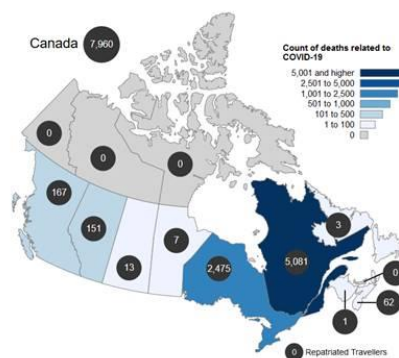 Canada 7,960
Count of deaths related to
COVID-19
5,001 and higher
2,501 to 5,000
1,001 to 2,500
501 to 1,000
101 to 500
1 to 100
0
0
0
0
167
151
13
7
2,475
5,081
3
0
62
1
0 Repatriated Travellers